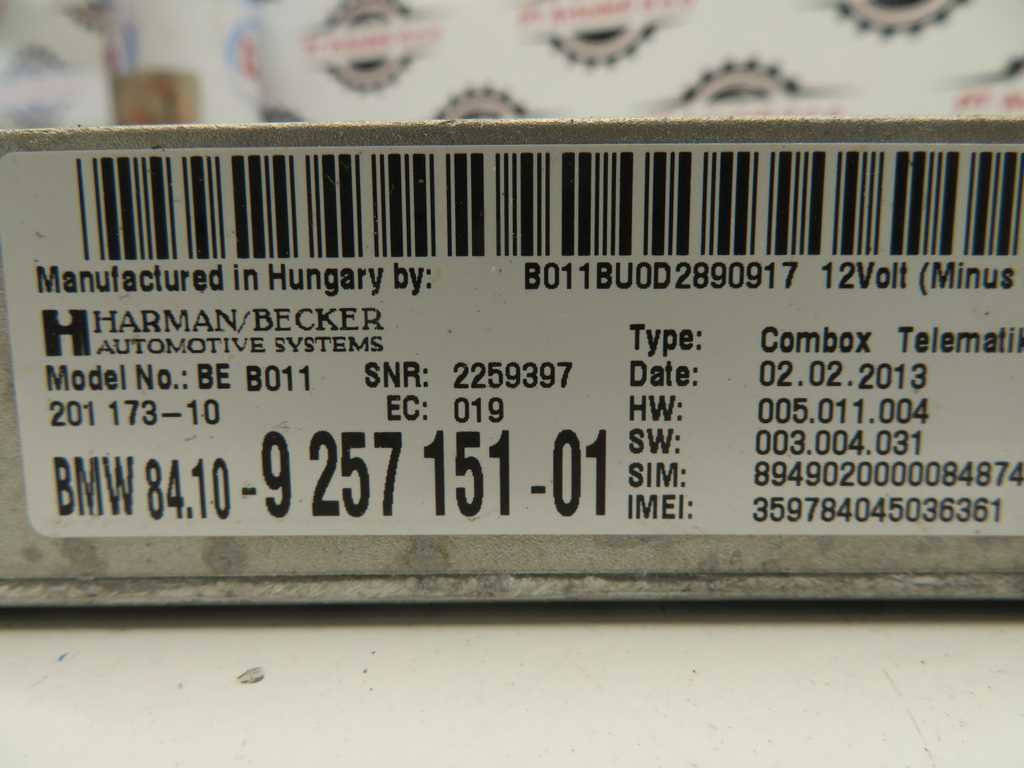 Manufactured in Hungary by: B011BU0D2890917 12Volt (Minus
HARMAN/BECKER
AUTOMOTIVE SYSTEMS
Type: Combox Telematik
Model No.: BE B011 SNR: 2259397 Date: 02.02.2013
201 173-10 EC: 019 HW: 005.011.004
SW: 003.004.031
BMW 84.10-9 257 151-01 SIM: 8949020000084874
IMEI: 359784045036361